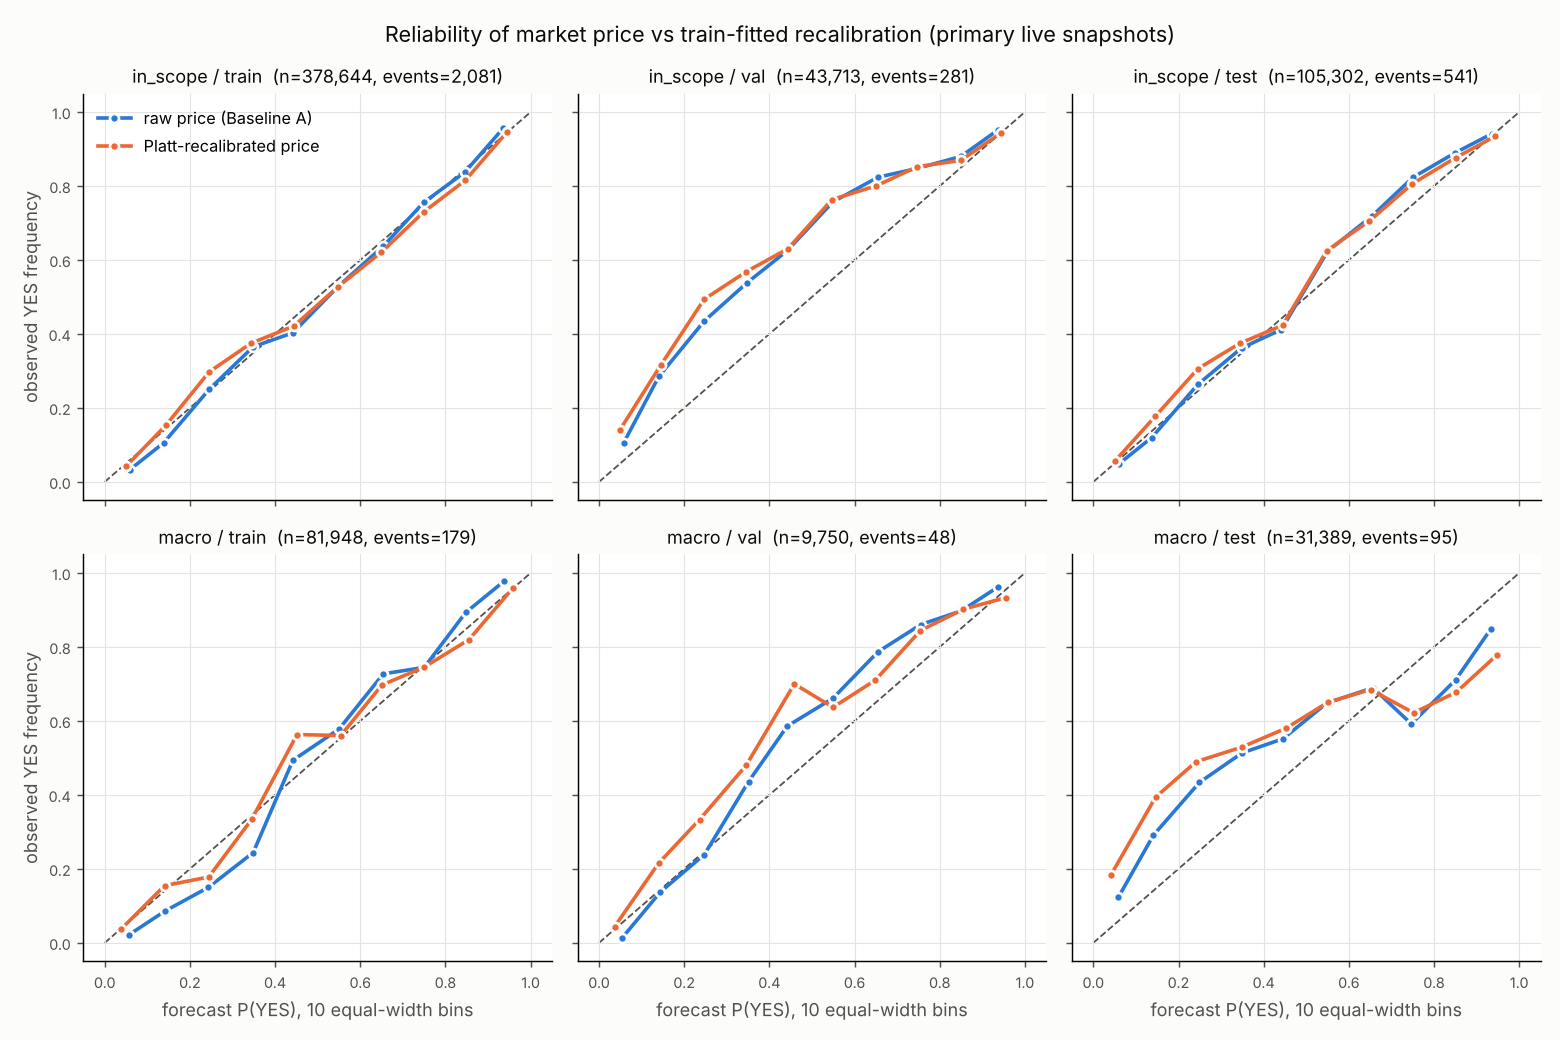 Reliability of market price vs train-fitted recalibration (primary live snapshots)
in_scope / train (n=378,644, events=2,081)
in_scope / val (n=43,713, events=281)
in_scope / test (n=105,302, events=541)
raw price (Baseline A)
Platt-recalibrated price
observed YES frequency
1.0
0.8
0.6
0.4
0.2
0.0
macro / train (n=81,948, events=179)
macro / val (n=9,750, events=48)
macro / test (n=31,389, events=95)
observed YES frequency
1.0
0.8
0.6
0.4
0.2
0.0
0.0 0.2 0.4 0.6 0.8 1.0
0.0 0.2 0.4 0.6 0.8 1.0
0.0 0.2 0.4 0.6 0.8 1.0
forecast P(YES), 10 equal-width bins
forecast P(YES), 10 equal-width bins
forecast P(YES), 10 equal-width bins